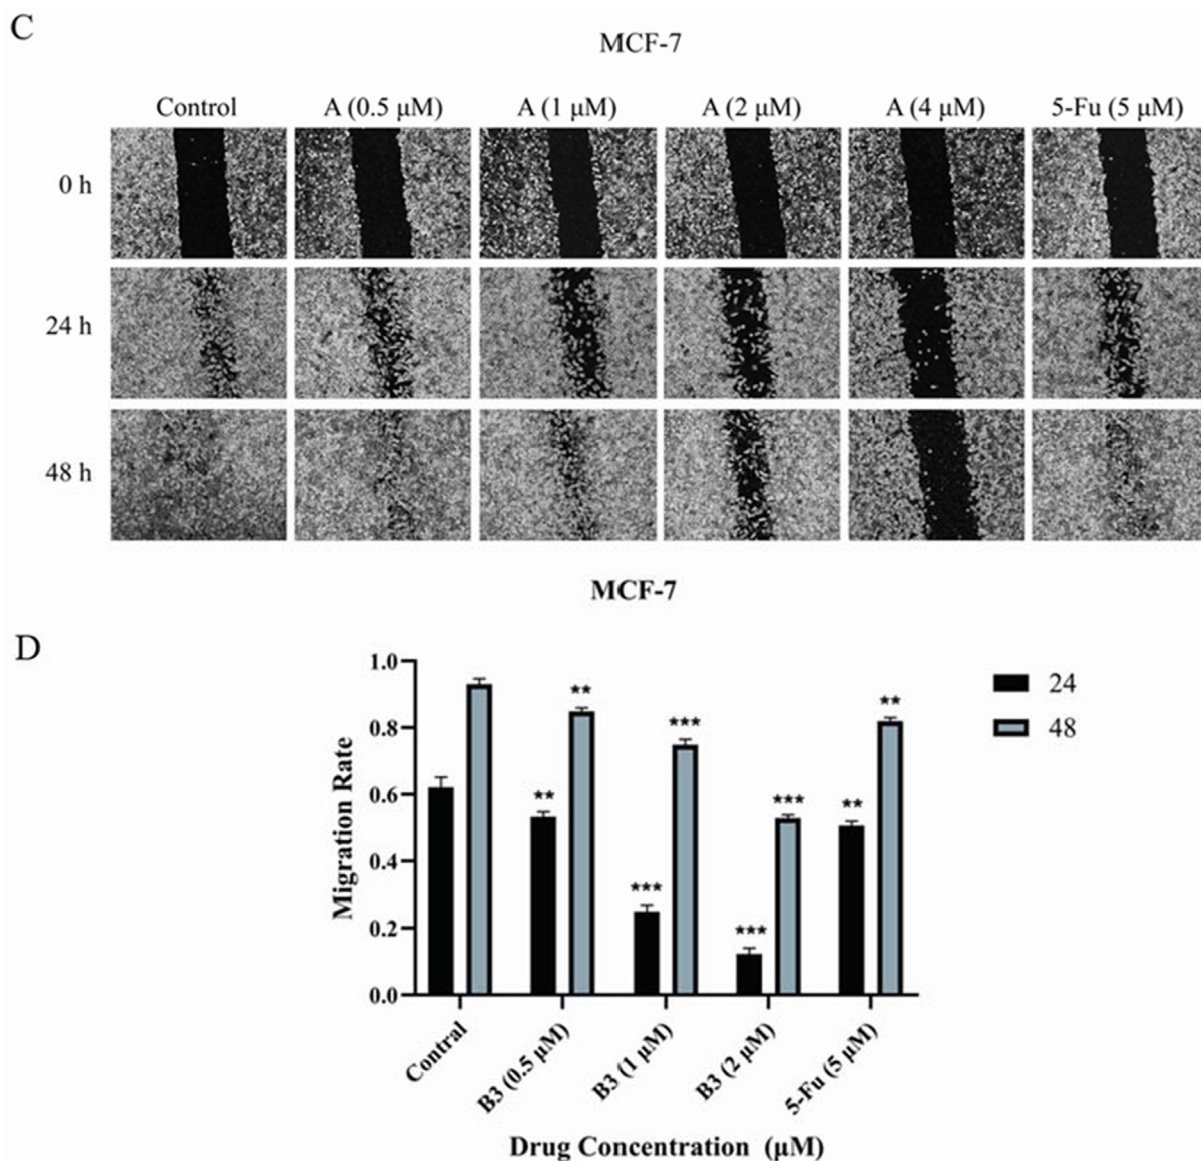 C
MCF-7
Control A (0.5 μM) A (1 μM) A (2 μM) A (4 μM) 5-Fu (5 μM)
0 h
24 h
48 h
MCF-7
D
1.0
0.8
0.6
0.4
0.2
0.0
Migration Rate
** *** *** **
** *** *** **
24
48
Contral
B3 (0.5 μM)
B3 (1 μM)
B3 (2 μM)
5-Fu (5 μM)
Drug Concentration (μM)